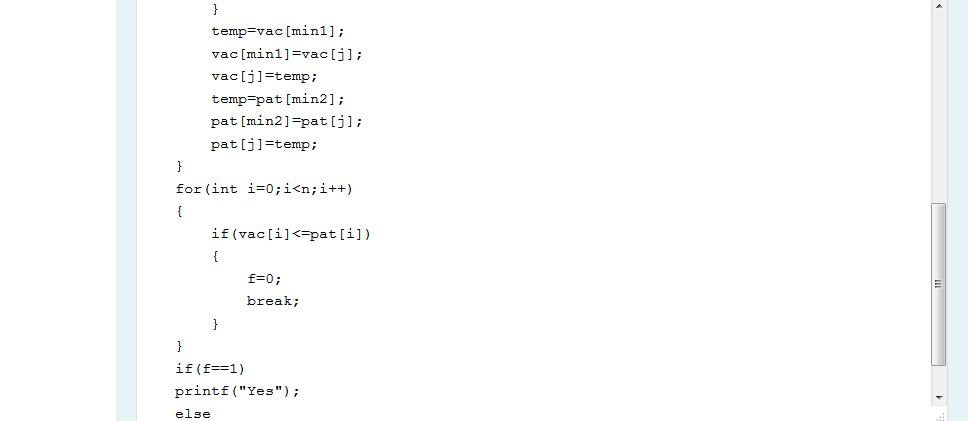 }
temp=vac[min1];
vac[min1]=vac[j];
vac[j]=temp;
temp=pat[min2];
pat[min2]=pat[j];
pat[j]=temp;
}
for(int i=0;i<n;i++)
{
if(vac[i]<=pat[i])
{
f=0;
break;
}
}
if(f==1)
printf("Yes");
else